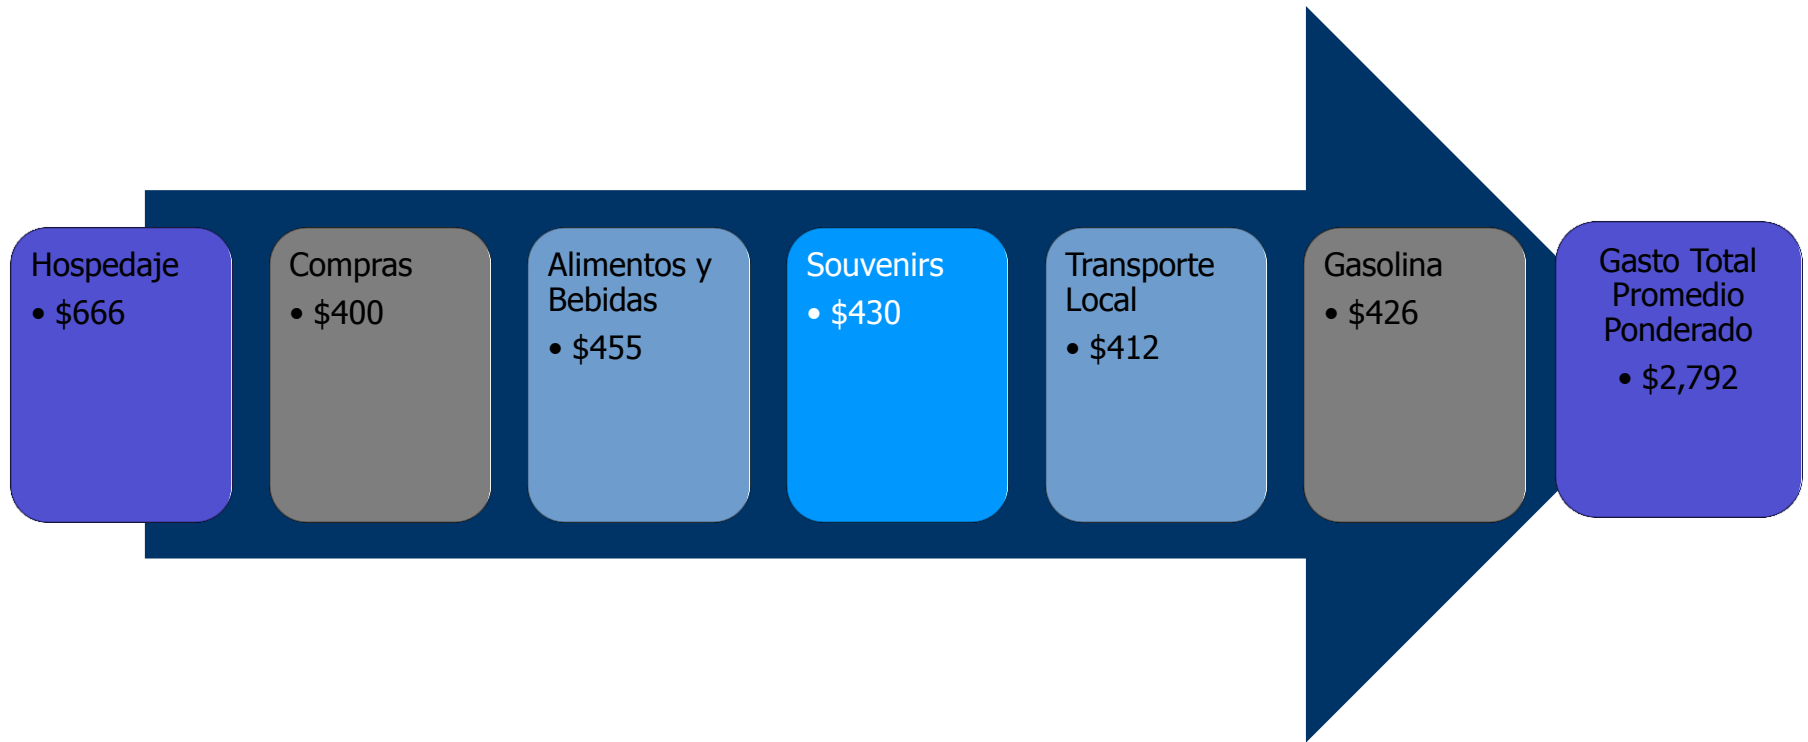 Hospedaje
• $666
Compras
• $400
Alimentos y
Bebidas
• $455
Souvenirs
• $430
Transporte
Local
• $412
Gasolina
• $426
Gasto Total
Promedio
Ponderado
• $2,792